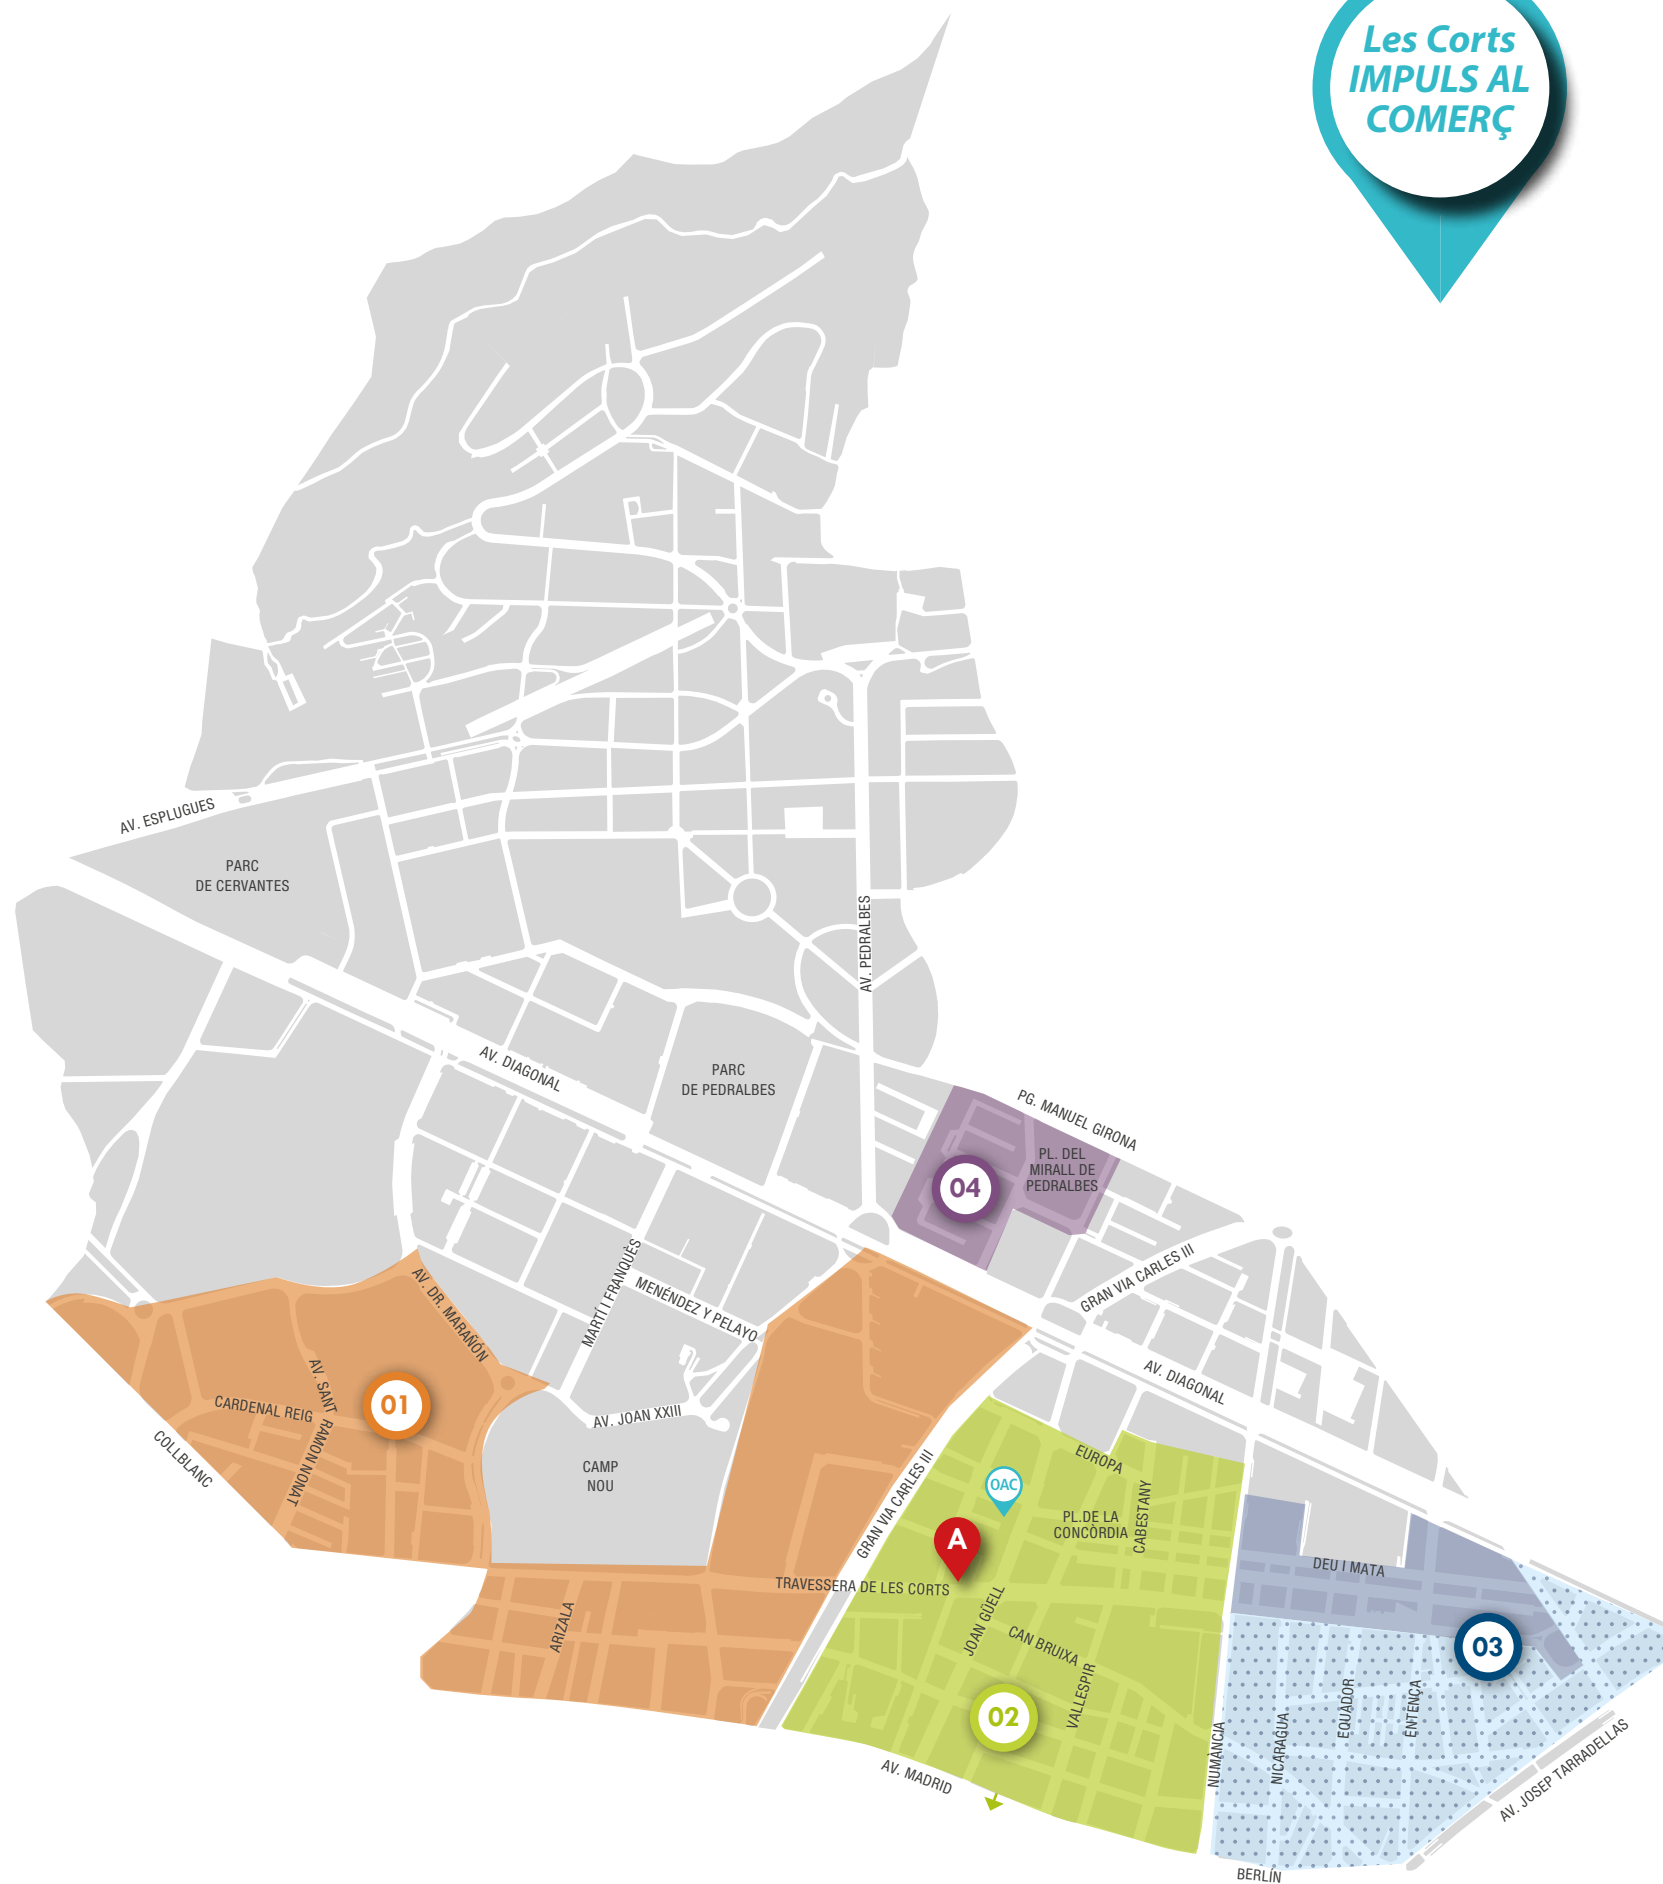 Les Corts
IMPULS AL
COMERÇ
AV. ESPLUGUES
PARC
DE CERVANTES
AV. PEDRALBES
AV. DIAGONAL
PARC
DE PEDRALBES
PG. MANUEL GIRONA
PL. DEL
MIRALL DE
PEDRALBES
04
GRAN VIA CARLES III
AV. DR. MARAÑÓN
MARTÍ I FRANQUÈS
MENÉNDEZ Y PELAYO
AV. DIAGONAL
AV. SANT RAMON NONAT
CARDENAL REIG
01
AV. JOAN XXIII
COLLBLANC
CAMP
NOU
GRAN VIA CARLES III
EUROPA
OAC
CABESTANY
PL.DE LA
CONCÒRDIA
A
DEU I MATA
TRAVESSERA DE LES CORTS
ARIZALA
JOAN GÜELL
CAN BRUIXA
03
VALLESPIR
02
NUMÀNCIA
NICARAGUA
EQUADOR
ENTENÇA
AV. JOSEP TARRADELLAS
AV. MADRID
BERLÍN